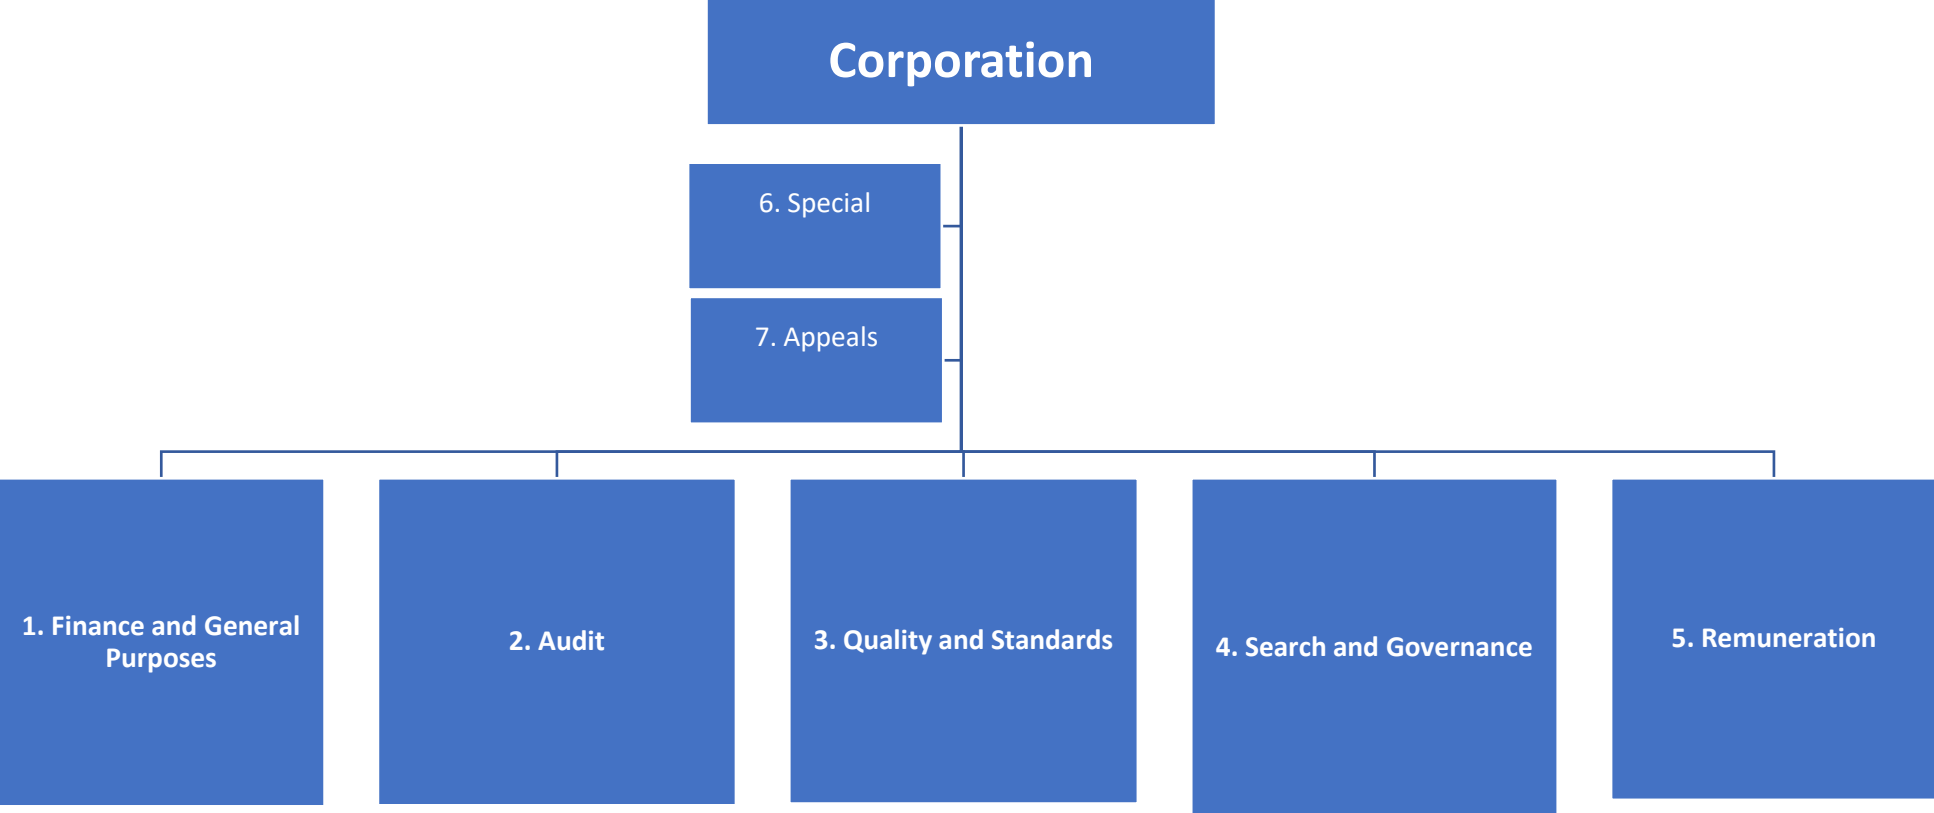 Corporation
6. Special
7. Appeals
1. Finance and General
Purposes
2. Audit
3. Quality and Standards
4. Search and Governance
5. Remuneration